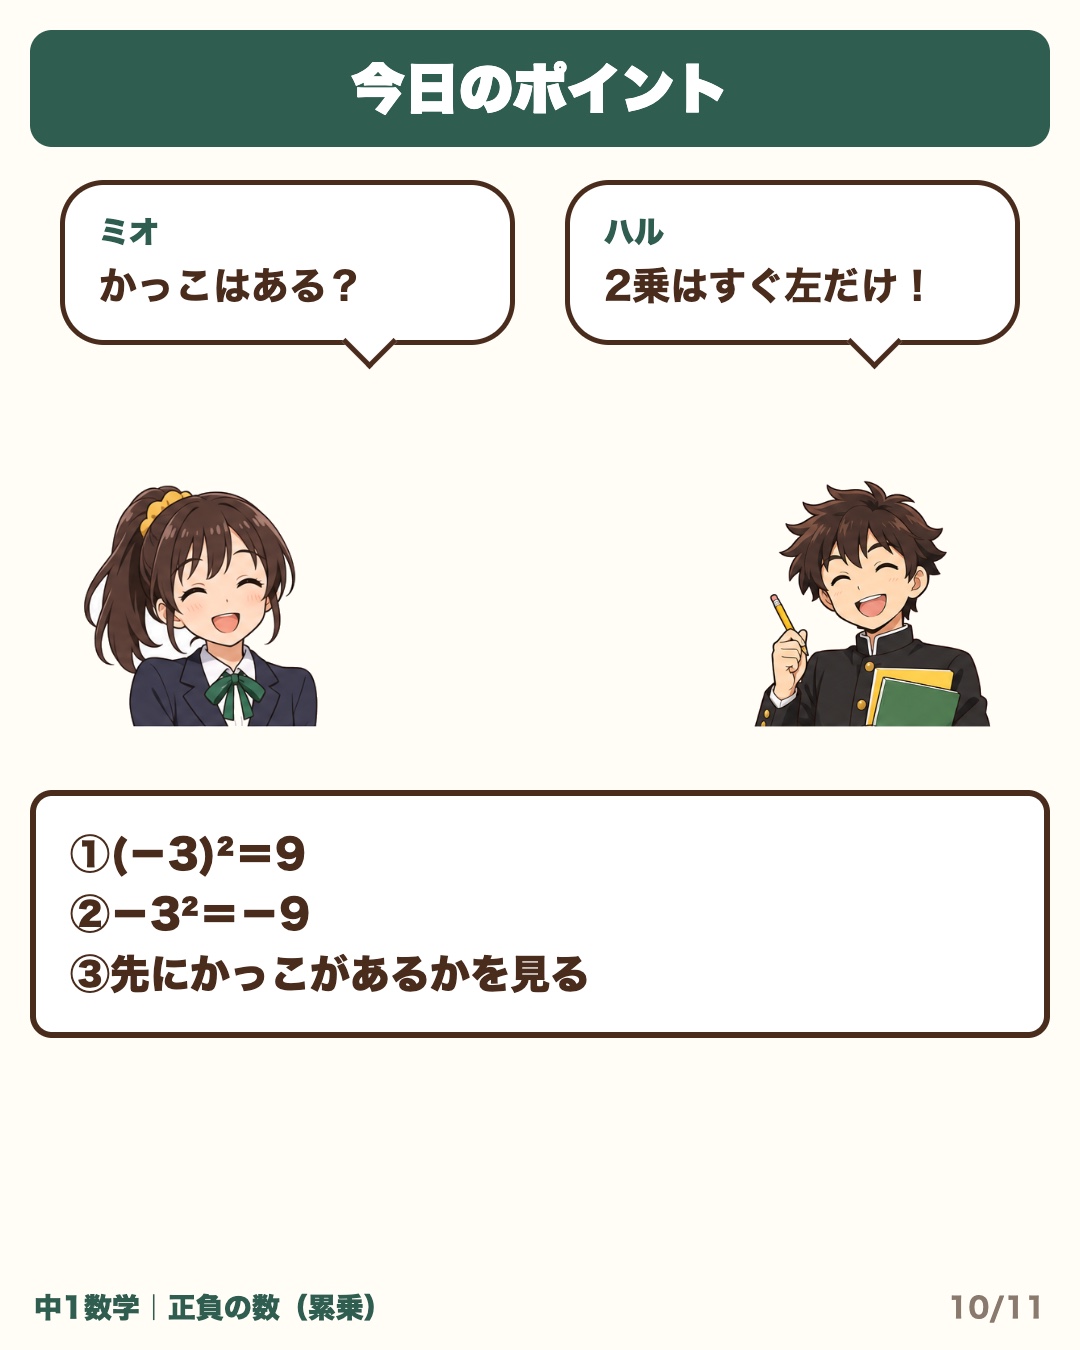 今日のポイント
ミオ
かっこはある？
ハル
2乗はすぐ左だけ！
①(−3)²＝9
②−3²＝−9
③先にかっこがあるかを見る
中1数学｜正負の数（累乗）
10/11